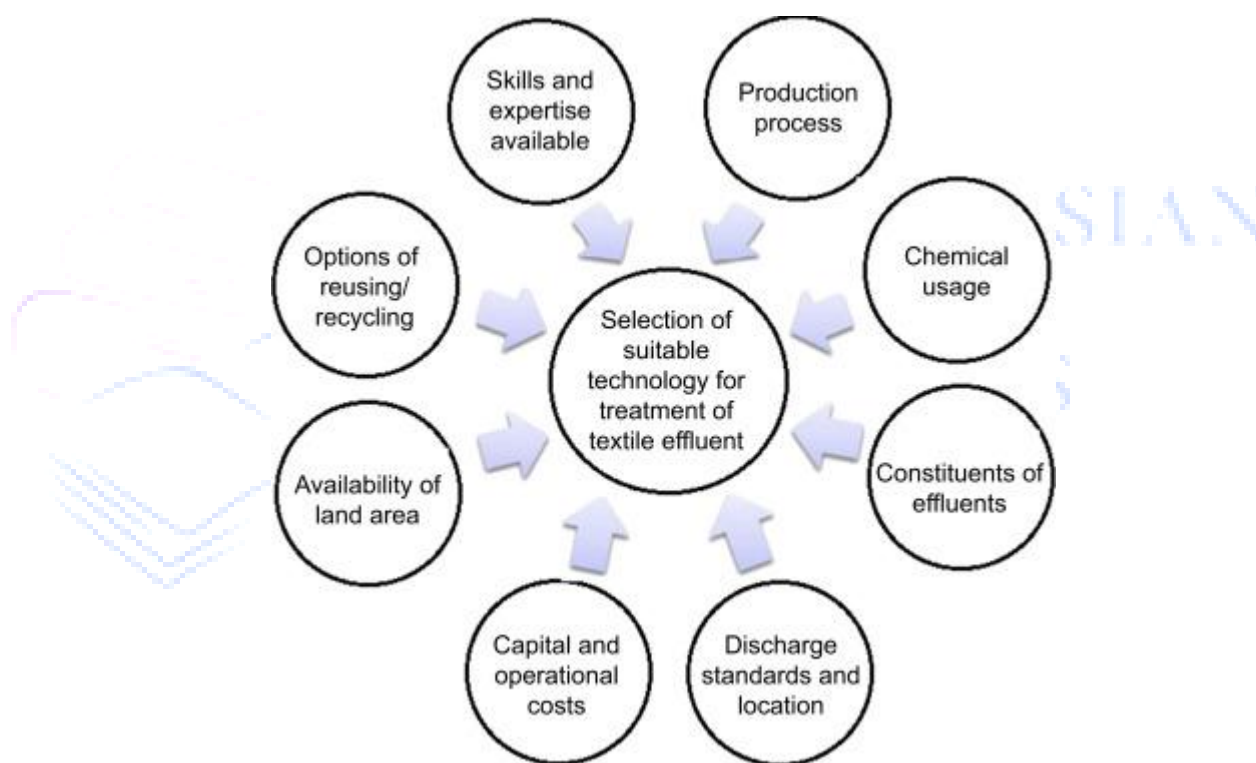 Skills and
expertise
available
Production
process
Options of
reusing/
recycling
Chemical
usage
Selection of
suitable
technology for
treatment of
textile effluent
Availability of
land area
Constituents of
effluents
Capital and
operational
costs
Discharge
standards and
location
SIAN